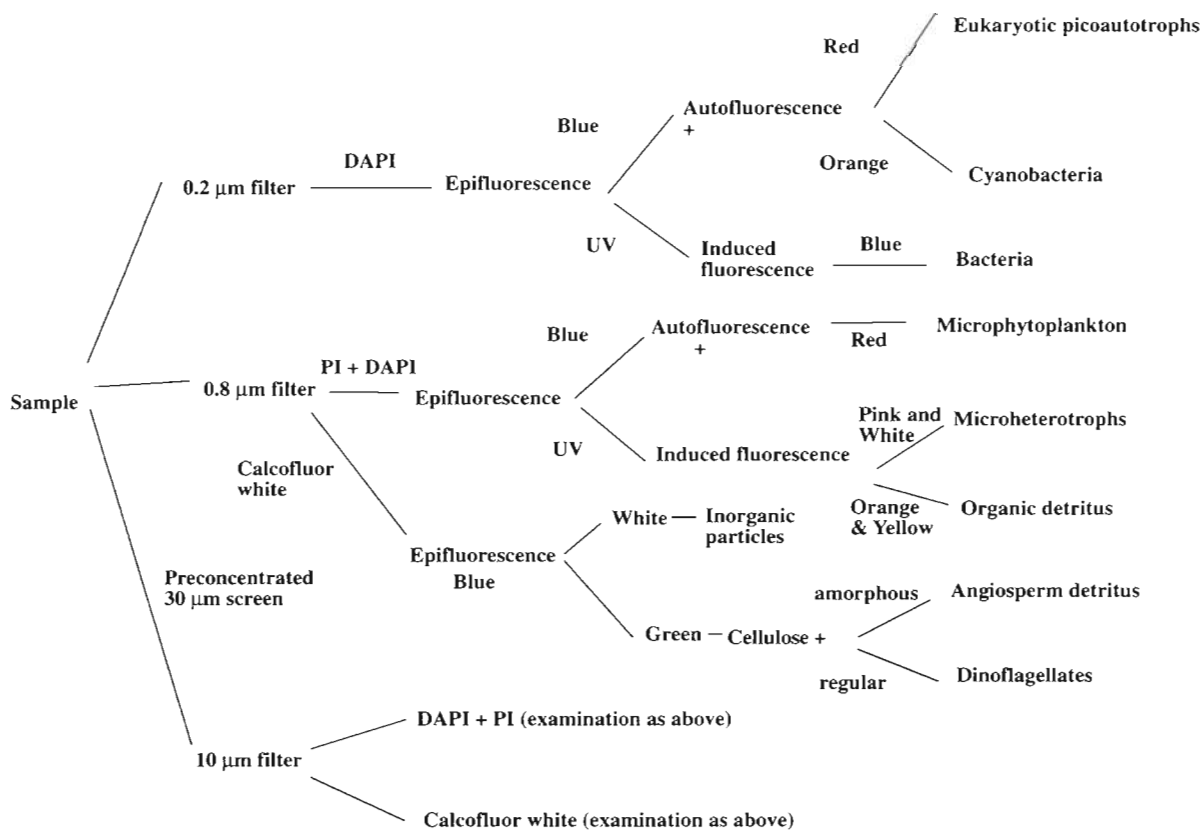 Eukaryotic picoautotrophs
Red
Autofluorescence
+
Blue
DAPI
Orange
Cyanobacteria
0.2 μm filter
Epifluorescence
UV
Induced
fluorescence
Blue
Bacteria
Blue
Autofluorescence
+
Red
Microphytoplankton
PI + DAPI
0.8 μm filter
Epifluorescence
Sample
Pink and
White
Microheterotrophs
UV
Induced fluorescence
Calcofluor
white
Orange
& Yellow
Organic detritus
White
Inorganic
particles
Epifluorescence
Blue
Preconcentrated
30 μm screen
amorphous
Angiosperm detritus
Green
Cellulose +
regular
Dinoflagellates
DAPI + PI (examination as above)
10 μm filter
Calcofluor white (examination as above)